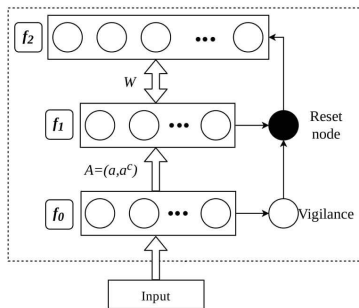 f2
W
f1
Reset
node
A=(a,a^c)
f0
Vigilance
Input